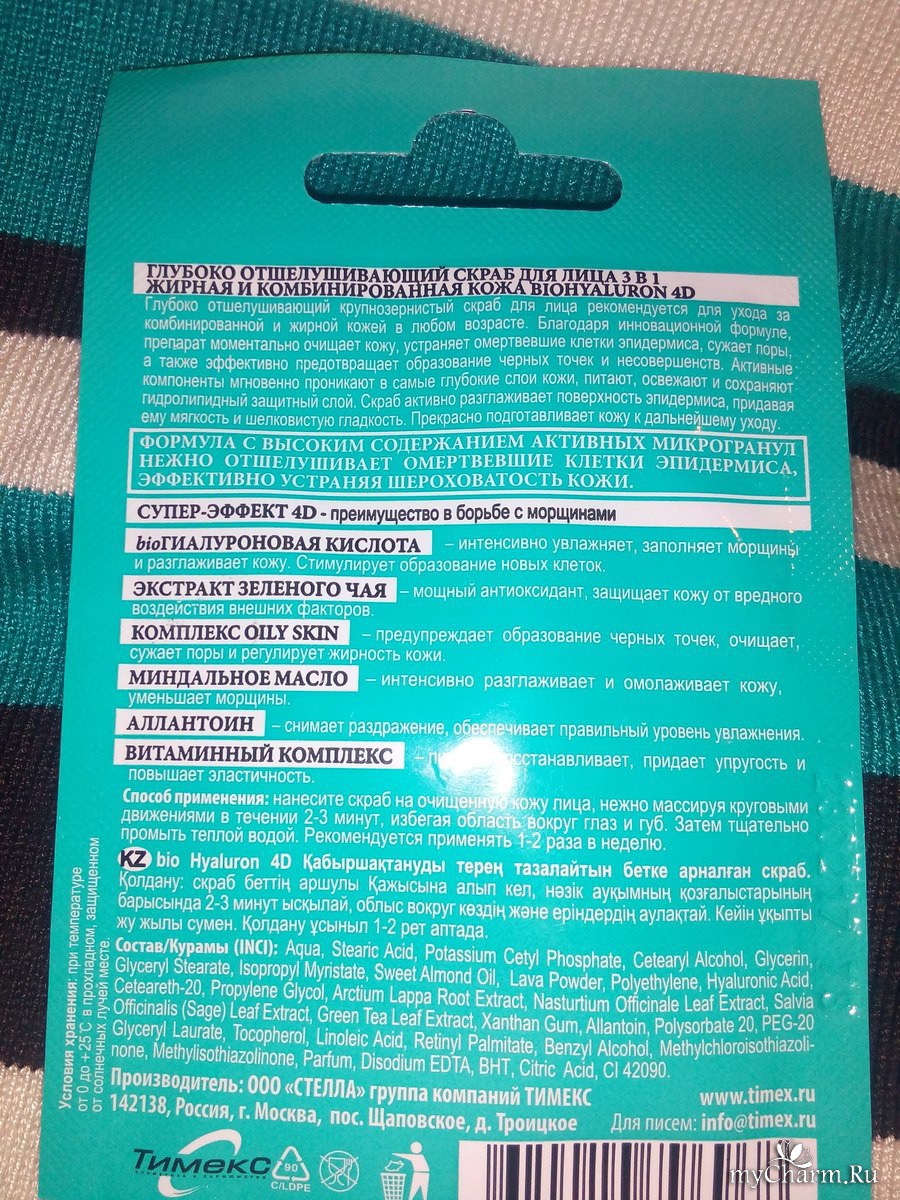 ГЛУБОКО ОТШЕЛУШИВАЮЩИЙ СКРАБ ДЛЯ ЛИЦА 3 В 1
ЖИРНАЯ И КОМБИНИРОВАННАЯ КОЖА BIOHYALURON 4D
Глубоко отшелушивающий крупнозернистый скраб для лица рекомендуется для ухода за
комбинированной и жирной кожей в любом возрасте. Благодаря инновационной формуле,
препарат моментально очищает кожу, устраняет омертвевшие клетки эпидермиса, сужает поры,
а также эффективно предотвращает образование черных точек и несовершенств. Активные
компоненты мгновенно проникают в самые глубокие слои кожи, питают, освежают и сохраняют
гидролипидный защитный слой. Скраб активно разглаживает поверхность эпидермиса, придавая
ему мягкость и шелковистую гладкость. Прекрасно подготавливает кожу к дальнейшему уходу.
ФОРМУЛА С ВЫСОКИМ СОДЕРЖАНИЕМ АКТИВНЫХ МИКРОГРАНУЛ
НЕЖНО ОТШЕЛУШИВАЕТ ОМЕРТВЕВШИЕ КЛЕТКИ ЭПИДЕРМИСА,
ЭФФЕКТИВНО УСТРАНЯЯ ШЕРОХОВАТОСТЬ КОЖИ.
СУПЕР-ЭФФЕКТ 4D - преимущество в борьбе с морщинами
bioГИАЛУРОНОВАЯ КИСЛОТА – интенсивно увлажняет, заполняет морщины
и разглаживает кожу. Стимулирует образование новых клеток.
ЭКСТРАКТ ЗЕЛЕНОГО ЧАЯ – мощный антиоксидант, защищает кожу от вредного
воздействия внешних факторов.
КОМПЛЕКС OILY SKIN – предупреждает образование черных точек, очищает,
сужает поры и регулирует жирность кожи.
МИНДАЛЬНОЕ МАСЛО – интенсивно разглаживает и омолаживает кожу,
уменьшает морщины.
АЛЛАНТОИН – снимает раздражение, обеспечивает правильный уровень увлажнения.
ВИТАМИННЫЙ КОМПЛЕКС – восстанавливает, придает упругость и
повышает эластичность.
Способ применения: нанесите скраб на очищенную кожу лица, нежно массируя круговыми
движениями в течении 2-3 минут, избегая область вокруг глаз и губ. Затем тщательно
промыть теплой водой. Рекомендуется применять 1-2 раза в неделю.
KZ bio Hyaluron 4D Қабыршақтануды терең тазалайтын бетке арналған скраб.
Қолдану: скраб беттің аршулы Қажысына алып кел, нәзік ауқымның қозғалыстарының
барысында 2-3 минут ысқылай, облыс вокруг көздің және еріндердің аулақтай. Кейін ұқыпты
жу жылы сумен. Қолдану ұсыныл 1-2 рет аптада.
Состав/Курамы (INCI): Aqua, Stearic Acid, Potassium Cetyl Phosphate, Cetearyl Alcohol, Glycerin,
Glyceryl Stearate, Isopropyl Myristate, Sweet Almond Oil, Lava Powder, Polyethylene, Hyaluronic Acid,
Ceteareth-20, Propylene Glycol, Arctium Lappa Root Extract, Nasturtium Officinale Leaf Extract, Salvia
Officinalis (Sage) Leaf Extract, Green Tea Leaf Extract, Xanthan Gum, Allantoin, Polysorbate 20, PEG-20
Glyceryl Laurate, Tocopherol, Linoleic Acid, Retinyl Palmitate, Benzyl Alcohol, Methylchloroisothiazoli-
none, Methylisothiazolinone, Parfum, Disodium EDTA, BHT, Citric Acid, CI 42090.
Производитель: ООО «СТЕЛЛА» группа компаний ТИМЕКС www.timex.ru
142138, Россия, г. Москва, пос. Щаповское, д. Троицкое Для писем: info@timex.ru
Условия хранения: при температуре
от 0 до +25°С в прохладном, защищенном
от солнечных лучей месте.
Тимекс
90
C/LDPE
myCharm.Ru